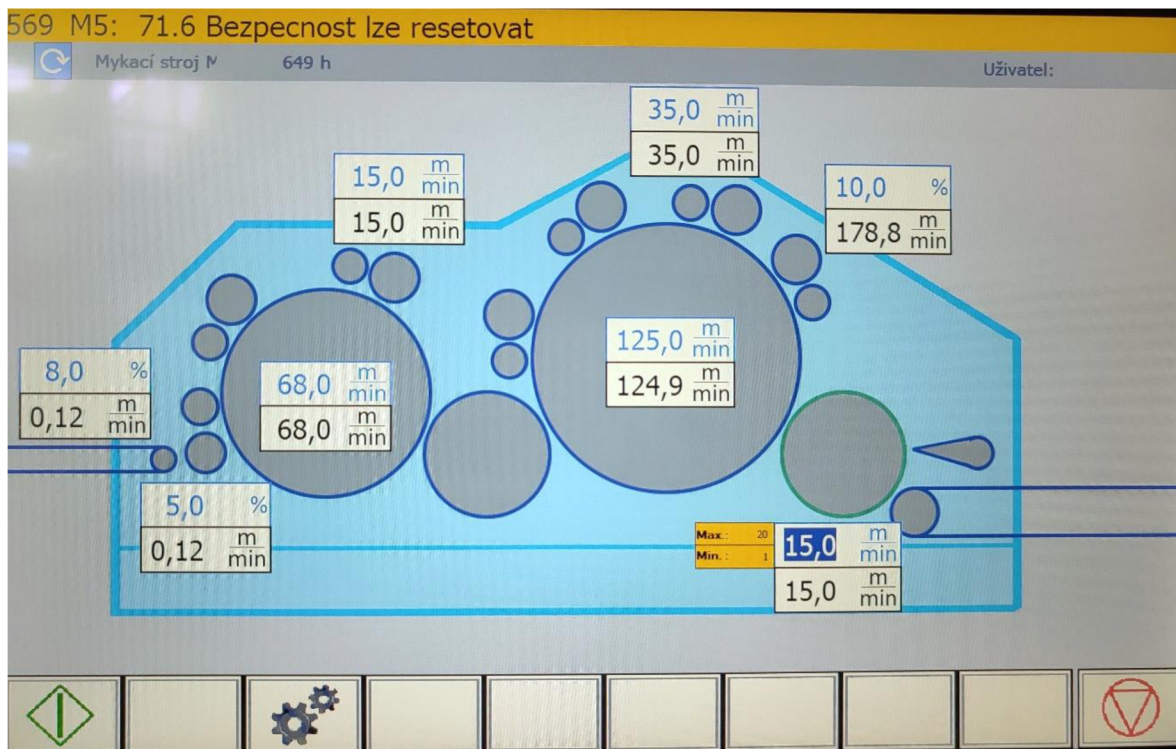 569 M5: 71.6 Bezpecnost lze resetovat
Mykací stroj M 649 h Uživatel:
35,0 m/min
35,0 m/min
15,0 m/min
15,0 m/min
10,0 %
178,8 m/min
125,0 m/min
124,9 m/min
8,0 %
0,12 m/min
68,0 m/min
68,0 m/min
5,0 %
0,12 m/min
Max.: 20
Min.: 1
15,0 m/min
15,0 m/min